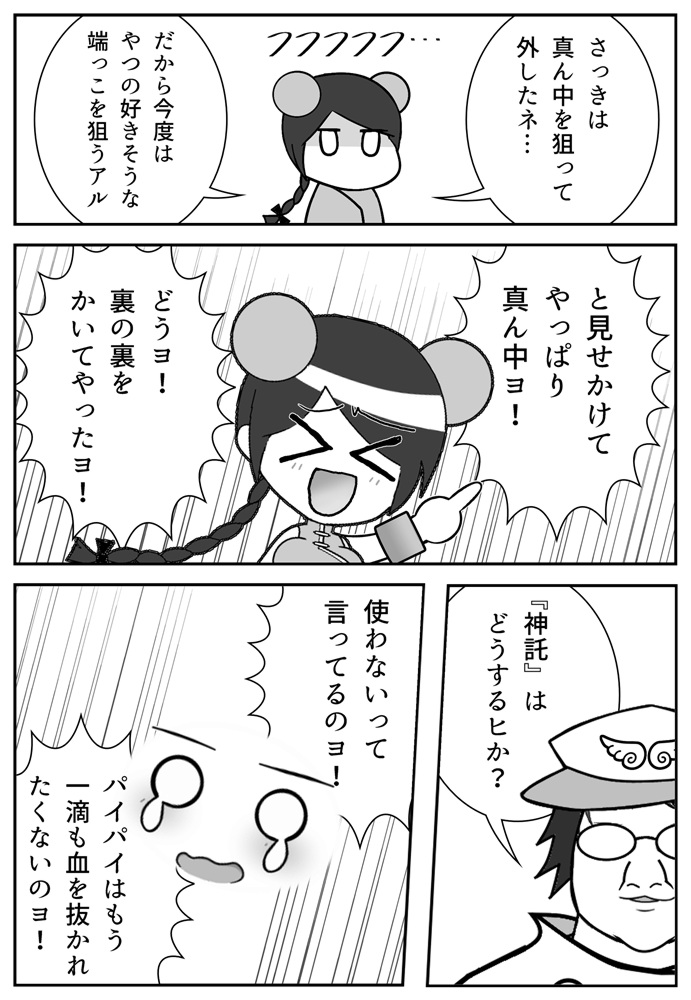 さっきは
真ん中を狙って
外したネ…
フフフフフ…
だから今度は
やつの好きそうな
端っこを狙うアル
と見せかけて
やっぱり
真ん中ヨ！
どうヨ！
裏の裏を
かいてやったヨ！
『神託』は
どうするヒか？
使わないって
言ってるのヨ！
パイパイはもう
一滴も血を抜かれ
たくないのヨ！